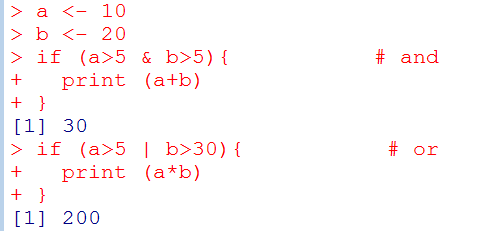 > a <- 10
> b <- 20
> if (a>5 & b>5){           # and
+   print (a+b)
+ }
[1] 30
> if (a>5 | b>30){           # or
+   print (a*b)
+ }
[1] 200